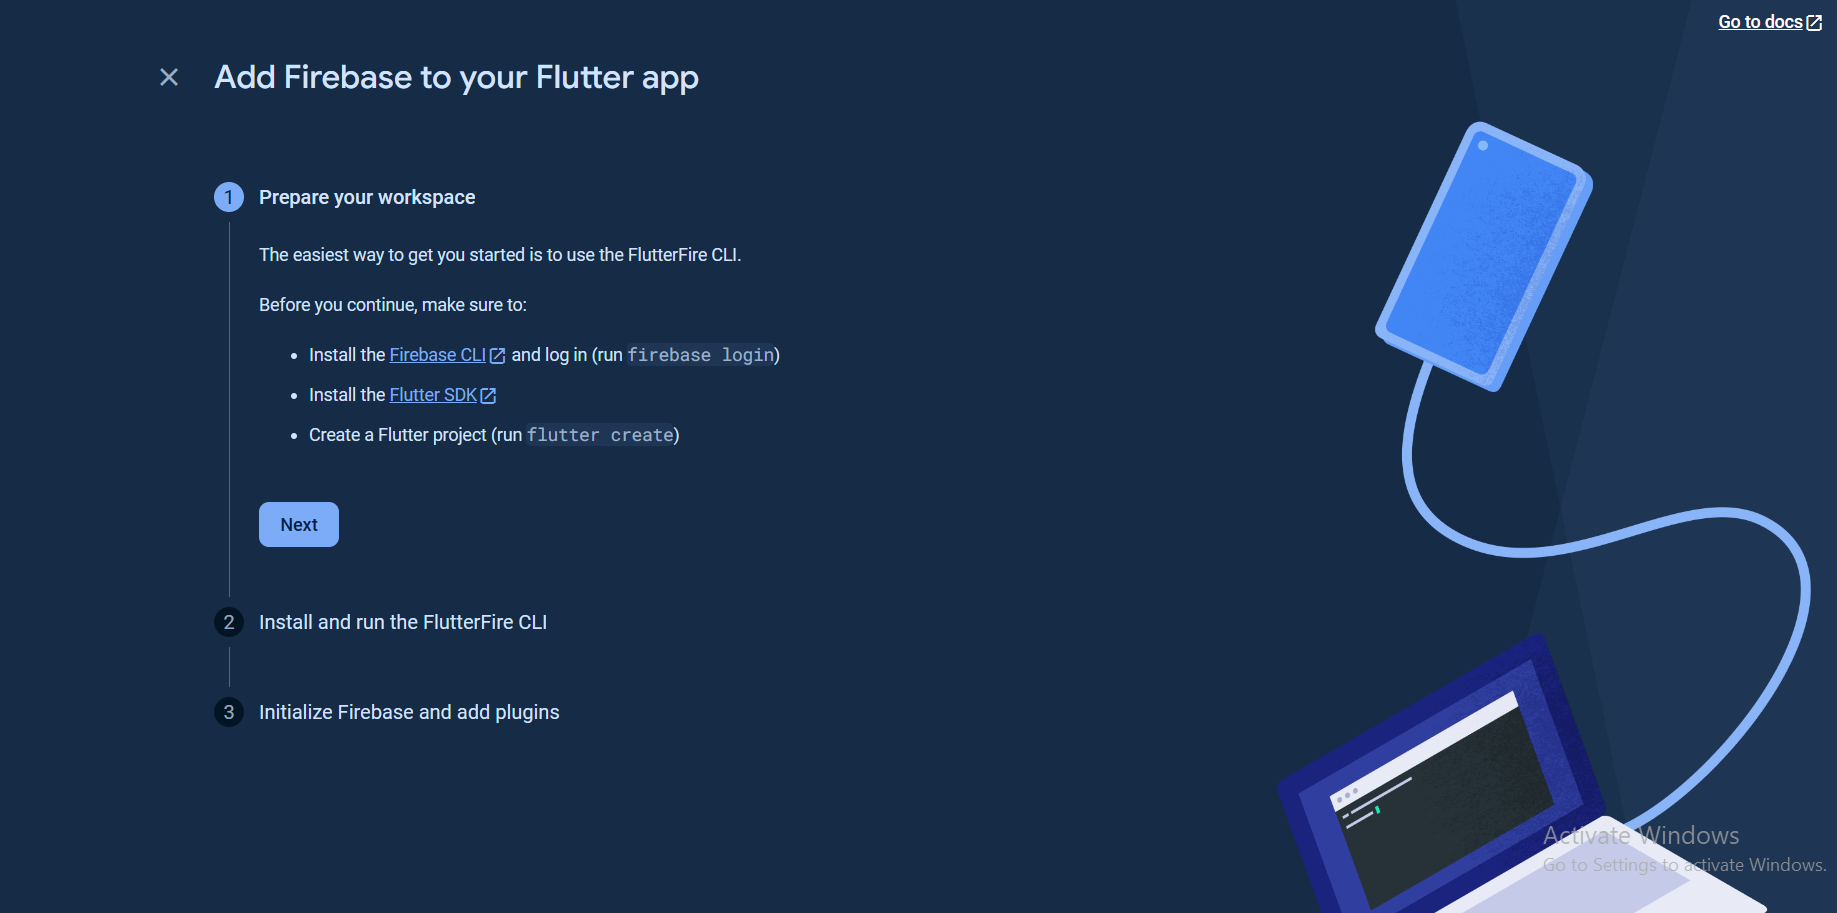 Go to docs
Add Firebase to your Flutter app
1 Prepare your workspace
The easiest way to get you started is to use the FlutterFire CLI.
Before you continue, make sure to:
• Install the Firebase CLI and log in (run firebase login)
• Install the Flutter SDK
• Create a Flutter project (run flutter create)
Next
2 Install and run the FlutterFire CLI
3 Initialize Firebase and add plugins
Activate Windows
Go to Settings to activate Windows.